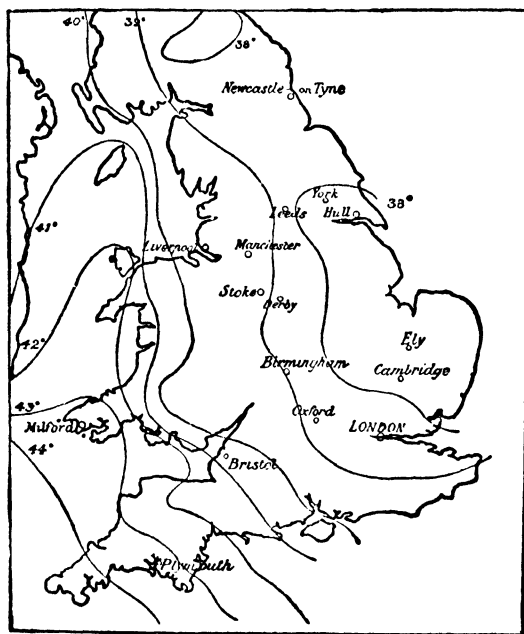 40° 39° 38°
Newcastle on Tyne
York
38°
Leeds
Hull
41°
Liverpool
Manchester
Stoke
Derby
42°
Ely
Birmingham
Cambridge
43°
Oxford
Milford
LONDON
44°
Bristol
Plymouth